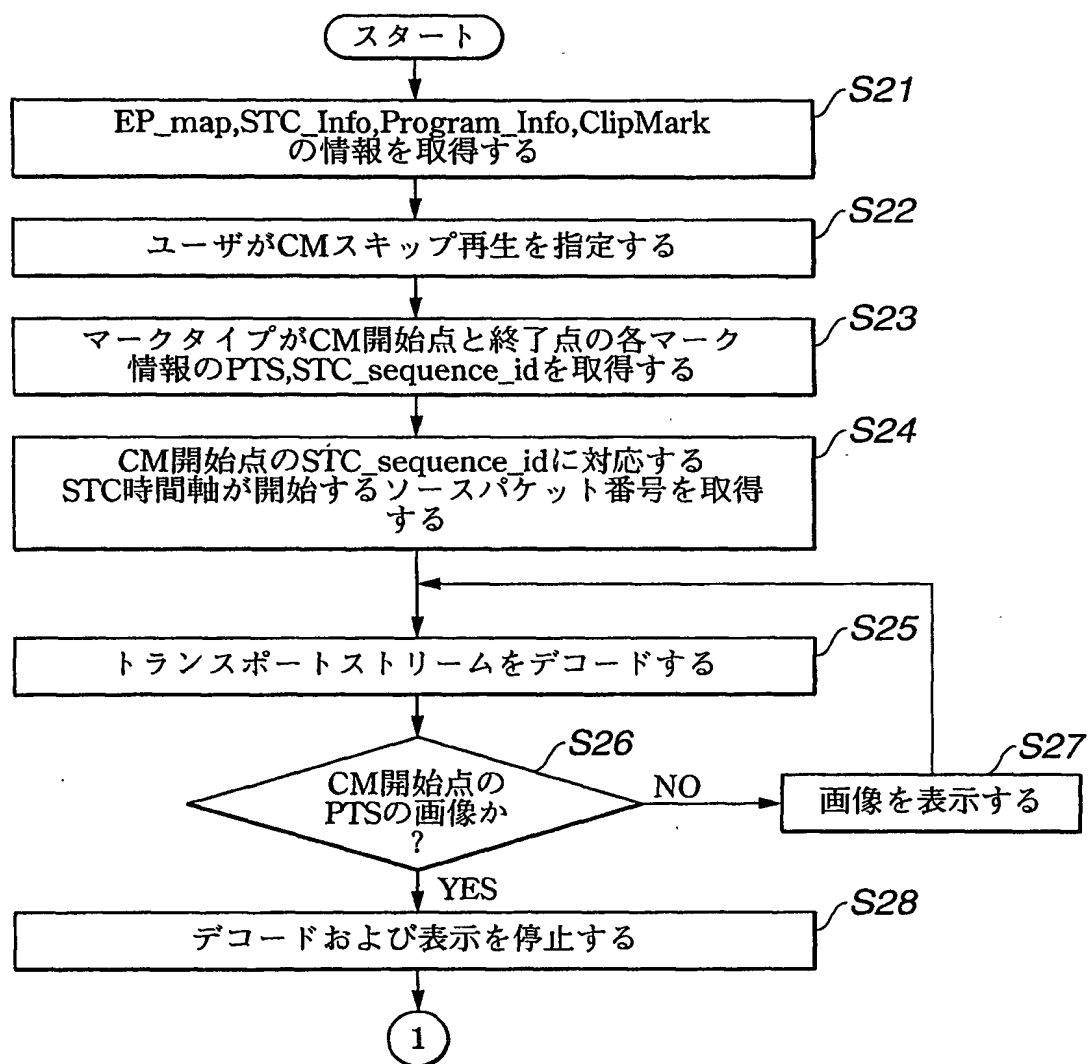 スタート
S21
EP_map,STC_Info,Program_Info,ClipMark
の情報を取得する
S22
ユーザがCMスキップ再生を指定する
S23
マークタイプがCM開始点と終了点の各マーク
情報のPTS,STC_sequence_idを取得する
S24
CM開始点のSTC_sequence_idに対応する
STC時間軸が開始するソースパケット番号を取得
する
S25
トランスポートストリームをデコードする
S26
CM開始点の
PTSの画像か
?
NO
S27
画像を表示する
YES
S28
デコードおよび表示を停止する
1